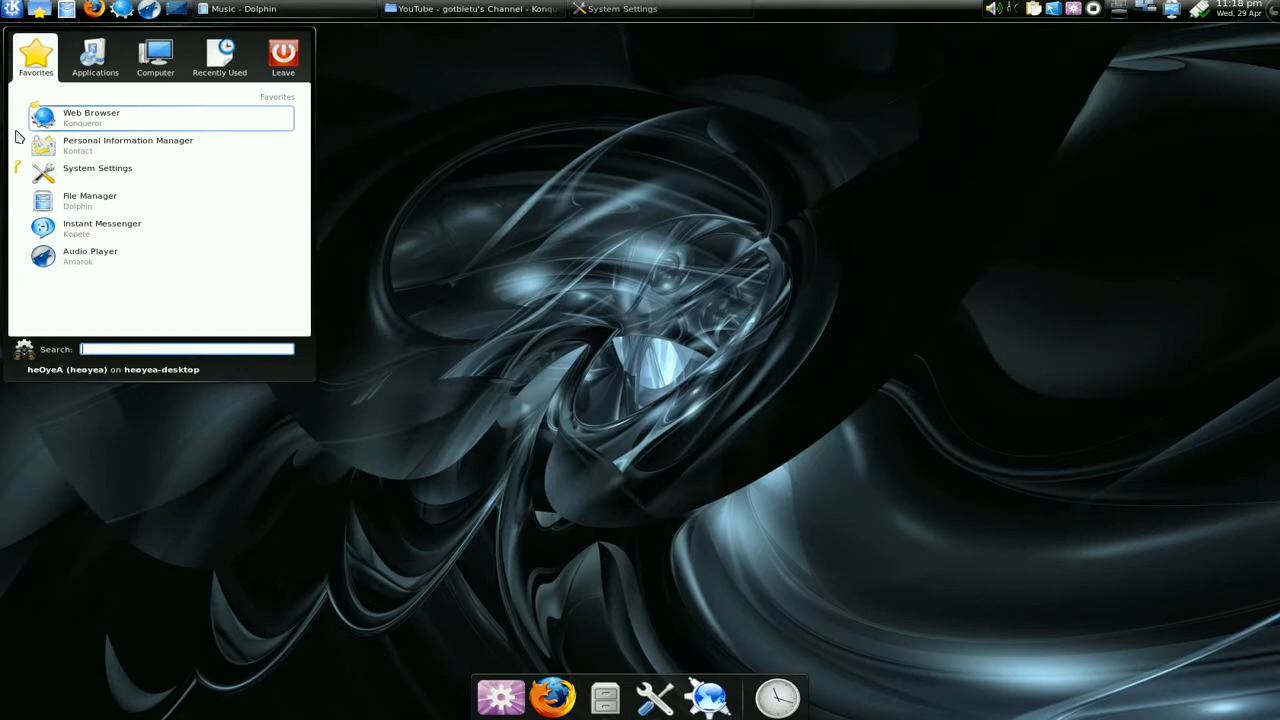 Music - Dolphin
YouTube - gotbletu's Channel - Konqu
System Settings
11:18 pm
Wed, 29 Apr
Favorites
Applications
Computer
Recently Used
Leave
Favorites
Web Browser
Konqueror
Personal Information Manager
Kontact
System Settings
File Manager
Dolphin
Instant Messenger
Kopete
Audio Player
Amarok
Search:
heOyeA (heoyea) on heoyea-desktop